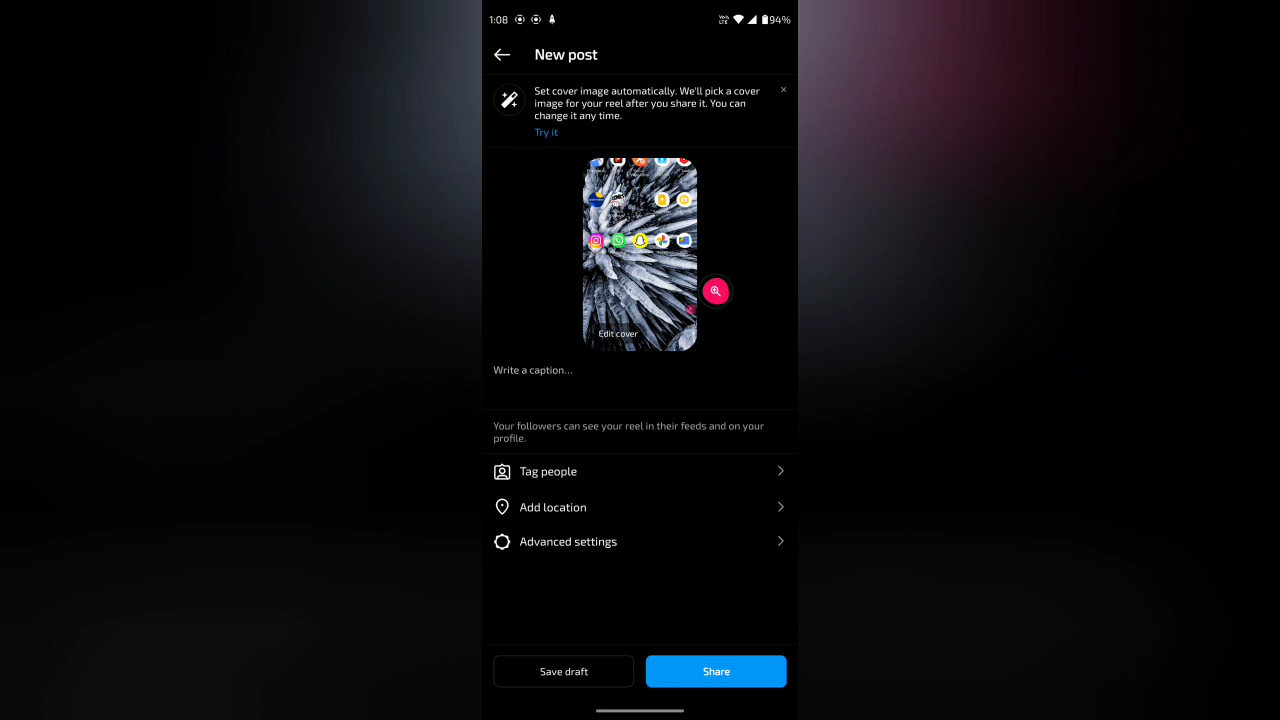 1:08
VoLTE
94%
New post
Set cover image automatically. We'll pick a cover
image for your reel after you share it. You can
change it any time.
Try it
Edit cover
Write a caption...
Your followers can see your reel in their feeds and on your
profile.
Tag people
Add location
Advanced settings
Save draft
Share